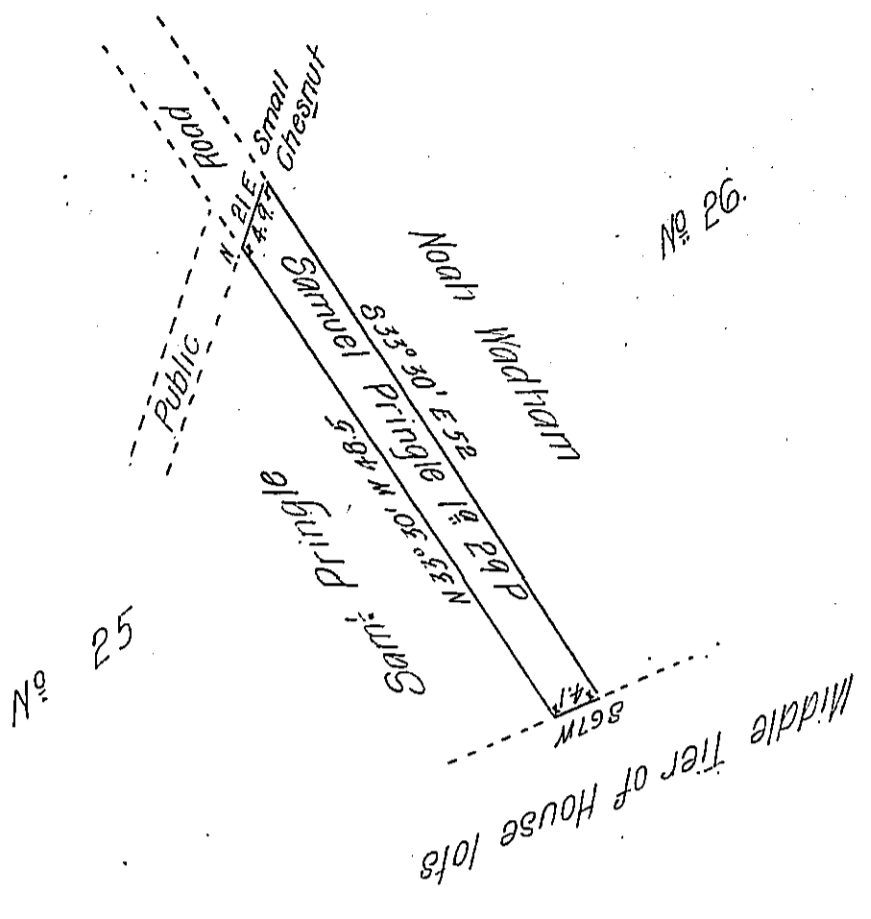 Road
Public
Small
Chesnut
N. 21 E
4.9
Samuel Pringle 1ª 29 P
S 33° 30' E 52
N 33° 30' W 48.5
Noah Wadham
Nº 26.
Saml Pringle
Nº 25
S 67 W
4.1
Middle Tier of House lots